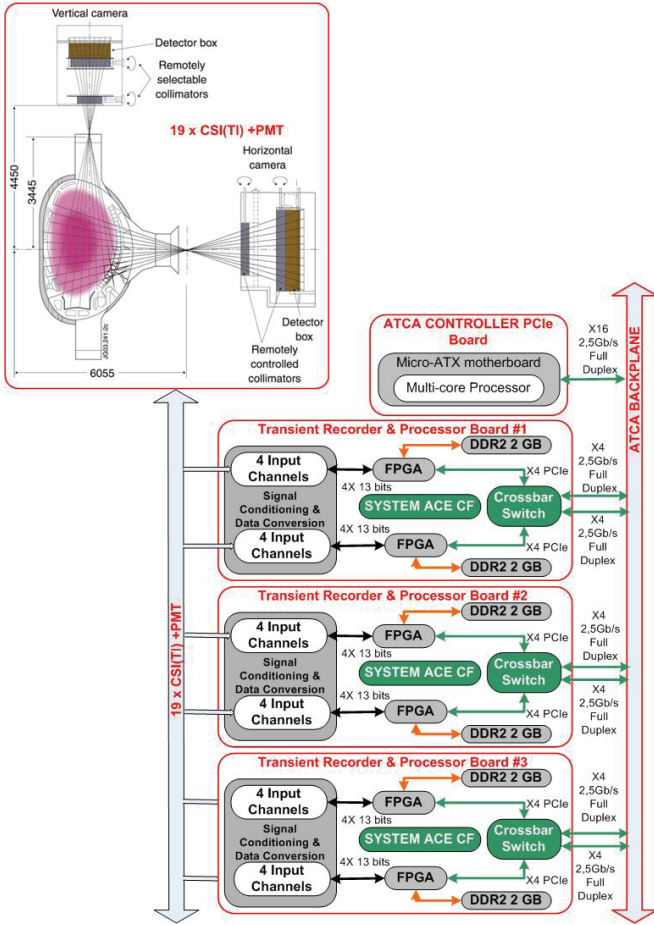 Vertical camera
Detector box
Remotely
selectable
collimators
19 x CSI(Tl) +PMT
Horizontal
camera
4450
3445
JG03.241-2c
Detector
box
Remotely
controlled
collimators
6055
ATCA CONTROLLER PCIe
Board
Micro-ATX motherboard
Multi-core Processor
X16
2,5Gb/s
Full
Duplex
ATCA BACKPLANE
19 x CSI(Tl) +PMT
Transient Recorder & Processor Board #1
4 Input
Channels
Signal
Conditioning &
Data Conversion
4 Input
Channels
4X 13 bits
4X 13 bits
FPGA
DDR2 2 GB
SYSTEM ACE CF
FPGA
DDR2 2 GB
X4 PCIe
Crossbar
Switch
X4 PCIe
X4
2,5Gb/s
Full
Duplex
X4
2,5Gb/s
Full
Duplex
Transient Recorder & Processor Board #2
4 Input
Channels
Signal
Conditioning &
Data Conversion
4 Input
Channels
4X 13 bits
4X 13 bits
FPGA
DDR2 2 GB
SYSTEM ACE CF
FPGA
DDR2 2 GB
X4 PCIe
Crossbar
Switch
X4 PCIe
X4
2,5Gb/s
Full
Duplex
X4
2,5Gb/s
Full
Duplex
Transient Recorder & Processor Board #3
4 Input
Channels
Signal
Conditioning &
Data Conversion
4 Input
Channels
4X 13 bits
4X 13 bits
FPGA
DDR2 2 GB
SYSTEM ACE CF
FPGA
DDR2 2 GB
X4 PCIe
Crossbar
Switch
X4 PCIe
X4
2,5Gb/s
Full
Duplex
X4
2,5Gb/s
Full
Duplex